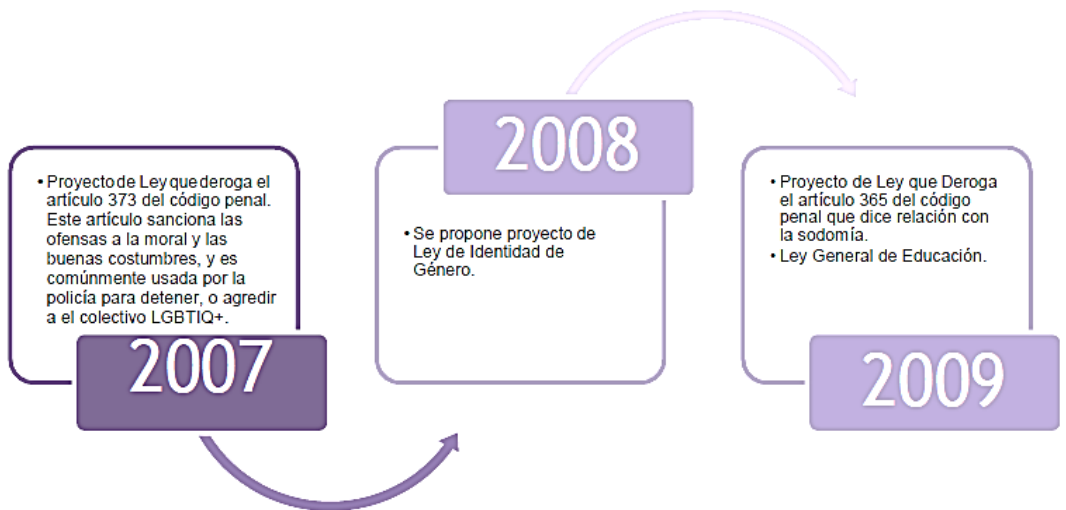 • Proyecto de Ley que deroga el
artículo 373 del código penal.
Este artículo sanciona las
ofensas a la moral y las
buenas costumbres, y es
comúnmente usada por la
policía para detener, o agredir
a el colectivo LGBTIQ+.
2007
2008
• Se propone proyecto de
Ley de Identidad de
Género.
• Proyecto de Ley que Deroga
el artículo 365 del código
penal que dice relación con
la sodomía.
• Ley General de Educación.
2009